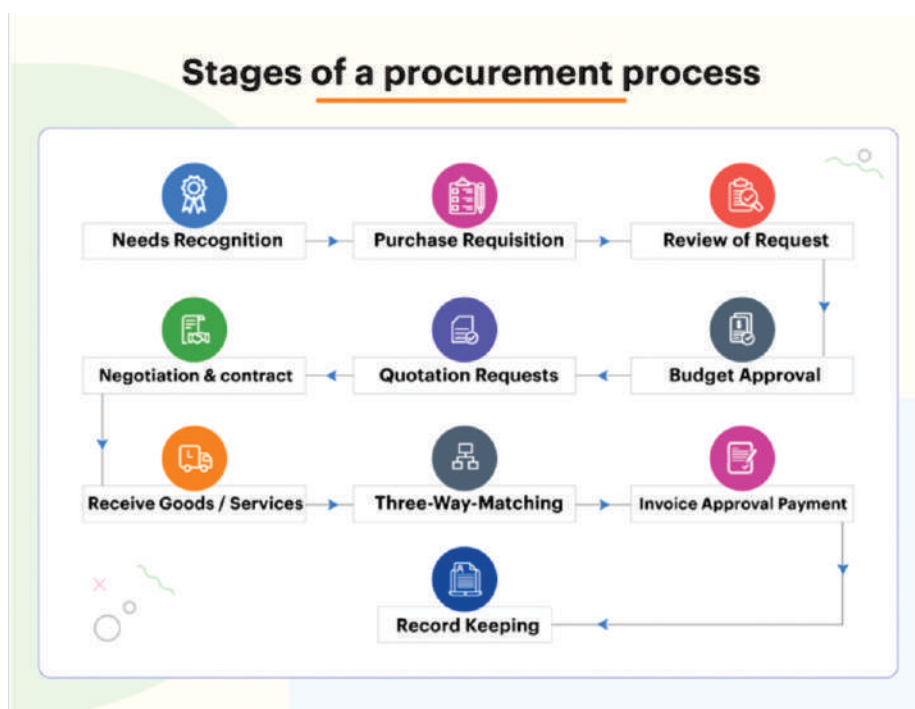 Stages of a procurement process
Needs Recognition
Purchase Requisition
Review of Request
Budget Approval
Quotation Requests
Negotiation & contract
Receive Goods / Services
Three-Way-Matching
Invoice Approval Payment
Record Keeping